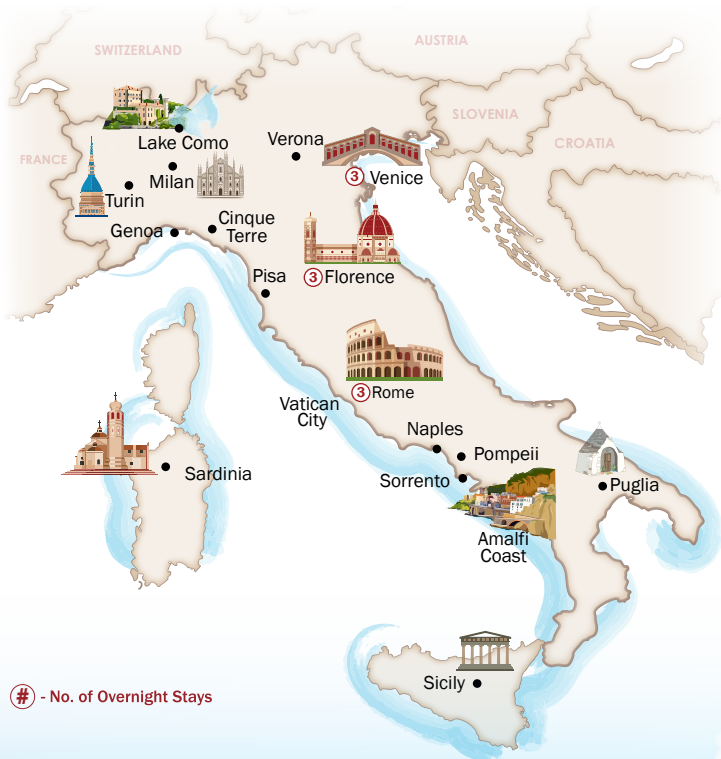 AUSTRIA
SWITZERLAND
SLOVENIA
CROATIA
FRANCE
Lake Como
Verona
Milan
3 Venice
Turin
Genoa
Cinque
Terre
3 Florence
Pisa
3 Rome
Vatican
City
Naples
Pompeii
Sorrento
Puglia
Sardinia
Amalfi
Coast
Sicily
# - No. of Overnight Stays